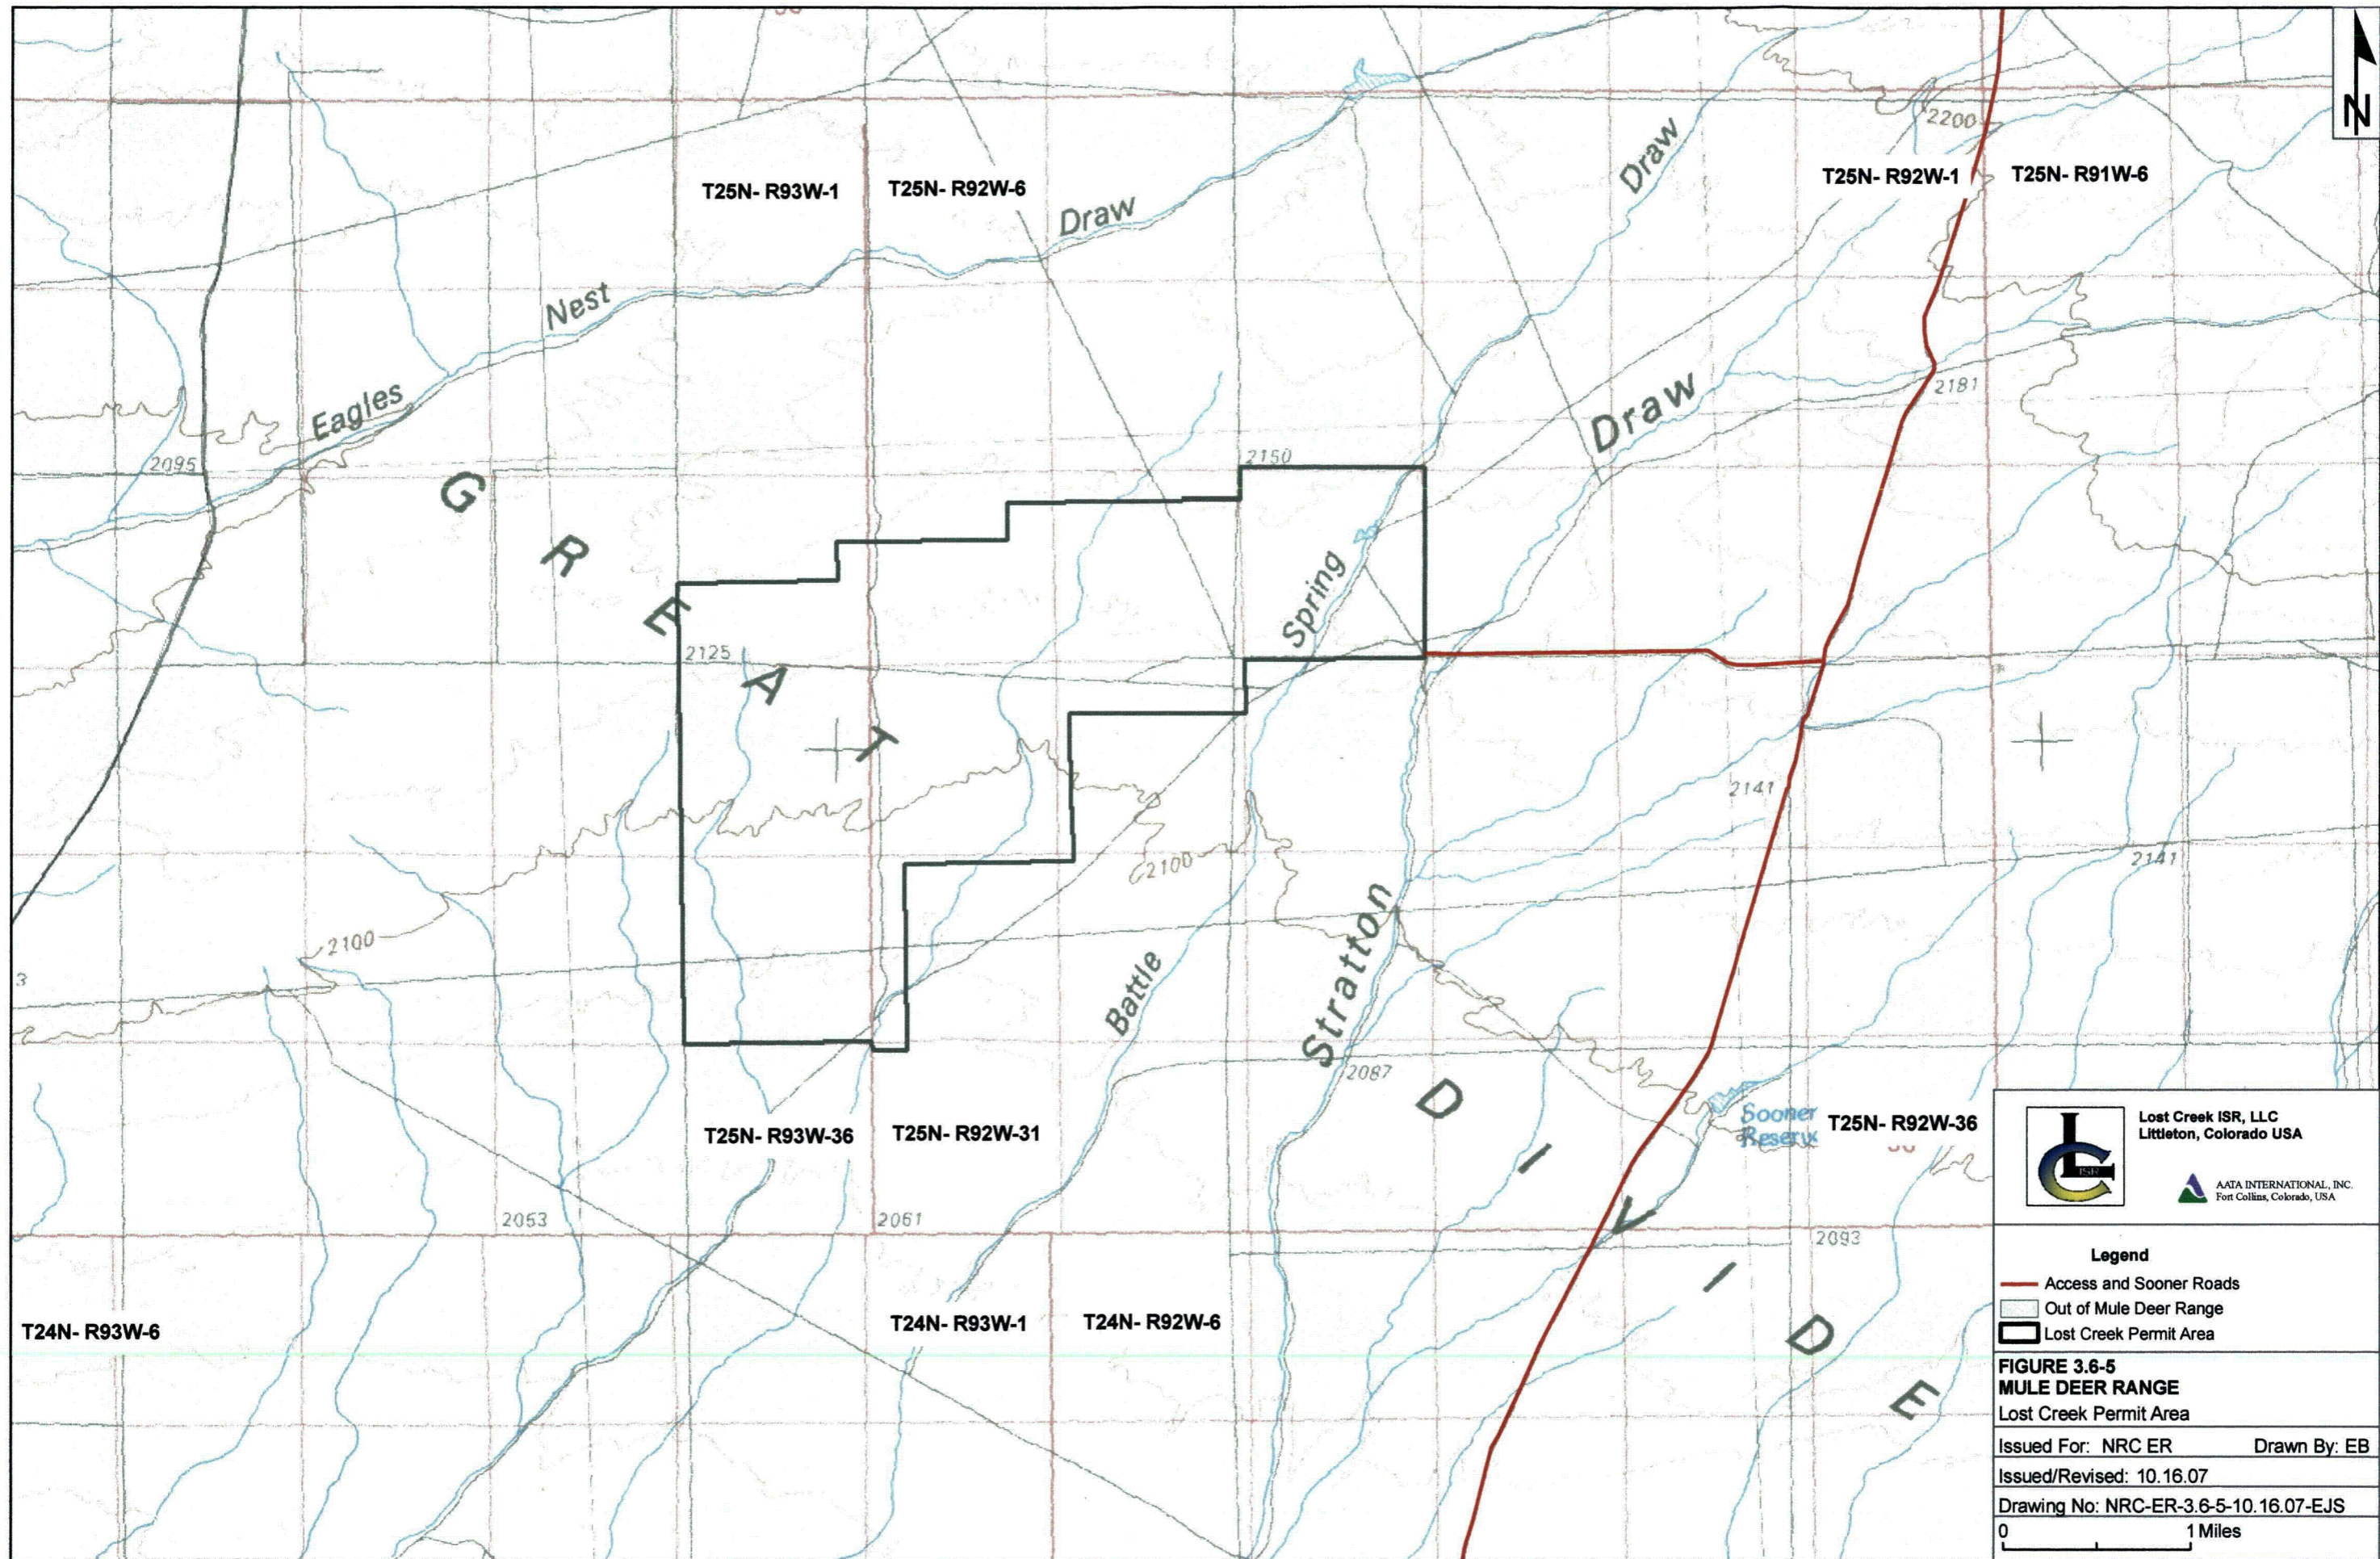 N
2200
Draw
T25N- R93W-1
T25N- R92W-6
T25N- R92W-1
T25N- R91W-6
Draw
Nest
Eagles
2181
Draw
2095
2150
G
R
E
A
T
Spring
2125
2141
2141
2100
2100
3
Battle
Stratton
2087
D
I
V
I
D
E
Sooner
T25N- R92W-36
T25N- R93W-36
T25N- R92W-31
2053
2061
2093
T24N- R93W-6
T24N- R93W-1
T24N- R92W-6
LC ISR
Lost Creek ISR, LLC
Littleton, Colorado USA
AATA INTERNATIONAL, INC.
Fort Collins, Colorado, USA
Legend
Access and Sooner Roads
Out of Mule Deer Range
Lost Creek Permit Area
FIGURE 3.6-5
MULE DEER RANGE
Lost Creek Permit Area
Issued For: NRC ER Drawn By: EB
Issued/Revised: 10.16.07
Drawing No: NRC-ER-3.6-5-10.16.07-EJS
0 1 Miles